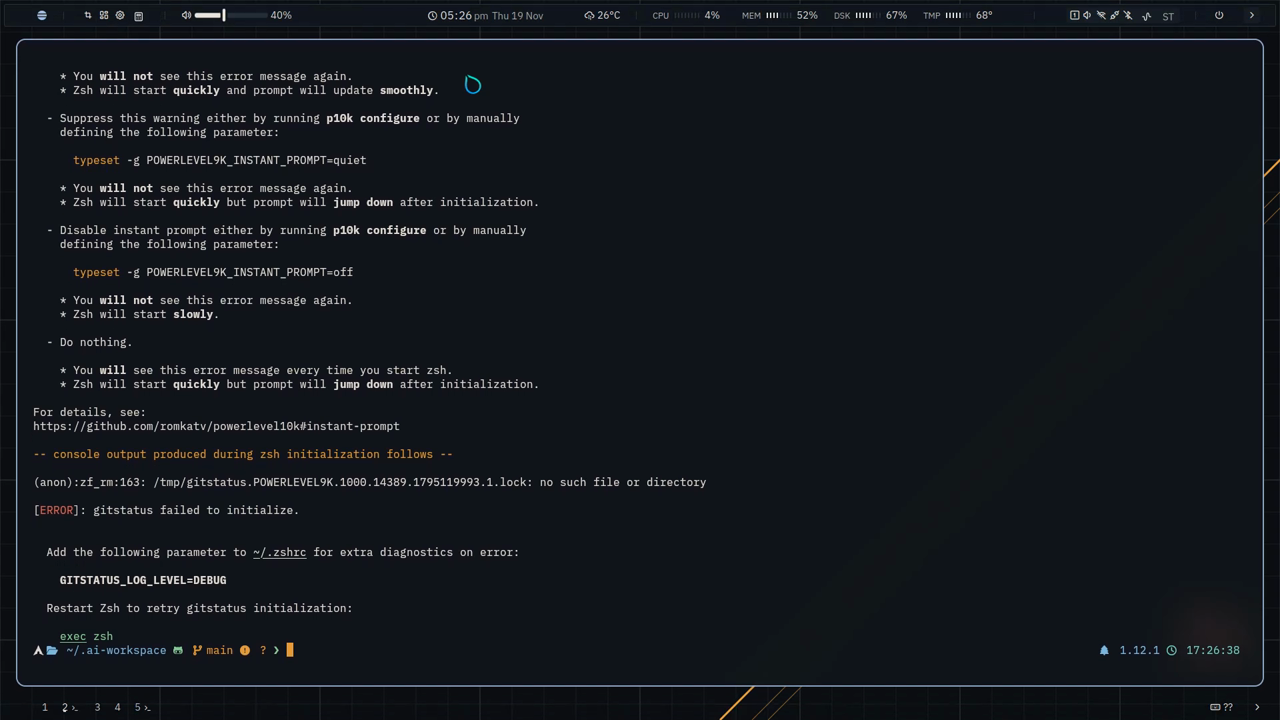 40%
05:26 pm Thu 19 Nov
26°C
CPU 4%
MEM 52%
DSK 67%
TMP 68°
ST
* You will not see this error message again.
* Zsh will start quickly and prompt will update smoothly.
- Suppress this warning either by running p10k configure or by manually
defining the following parameter:
typeset -g POWERLEVEL9K_INSTANT_PROMPT=quiet
* You will not see this error message again.
* Zsh will start quickly but prompt will jump down after initialization.
- Disable instant prompt either by running p10k configure or by manually
defining the following parameter:
typeset -g POWERLEVEL9K_INSTANT_PROMPT=off
* You will not see this error message again.
* Zsh will start slowly.
- Do nothing.
* You will see this error message every time you start zsh.
* Zsh will start quickly but prompt will jump down after initialization.
For details, see:
https://github.com/romkatv/powerlevel10k#instant-prompt
-- console output produced during zsh initialization follows --
(anon):zf_rm:163: /tmp/gitstatus.POWERLEVEL9K.1000.14389.1795119993.1.lock: no such file or directory
[ERROR]: gitstatus failed to initialize.
Add the following parameter to ~/.zshrc for extra diagnostics on error:
GITSTATUS_LOG_LEVEL=DEBUG
Restart Zsh to retry gitstatus initialization:
exec zsh
~/.ai-workspace main ? ❯ 1.12.1 17:26:38
1 2 3 4 5 ??